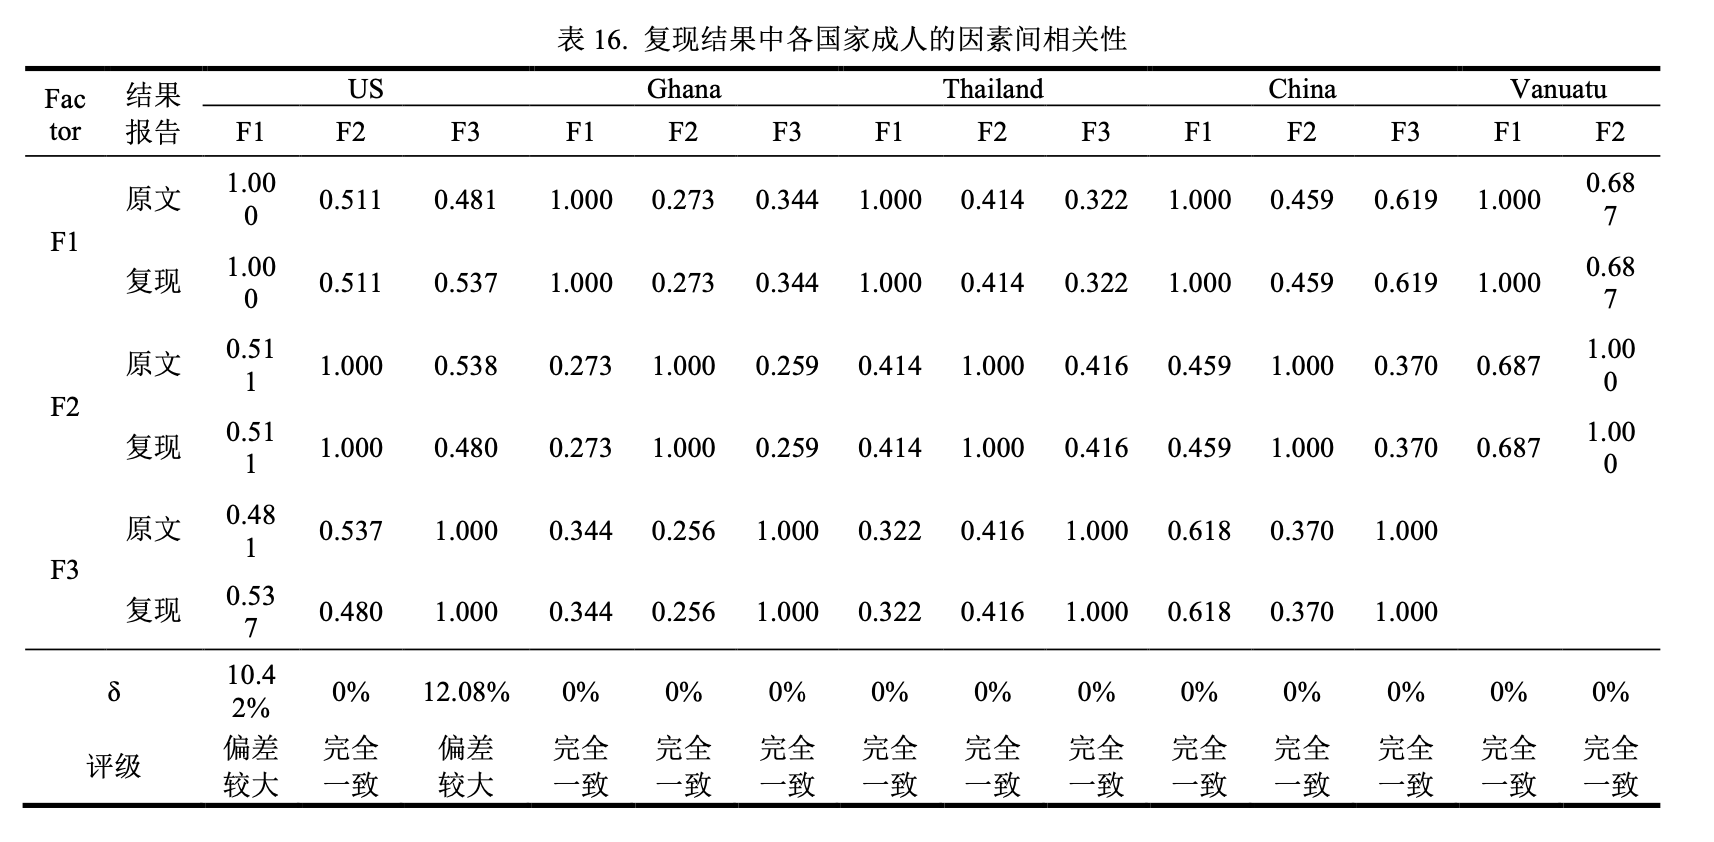 表 16. 复现结果中各国家成人的因素间相关性
Factor 结果报告 US Ghana Thailand China Vanuatu
F1 F2 F3 F1 F2 F3 F1 F2 F3 F1 F2 F3 F1 F2
F1 原文 1.000 0.511 0.481 1.000 0.273 0.344 1.000 0.414 0.322 1.000 0.459 0.619 1.000 0.687
复现 1.000 0.511 0.537 1.000 0.273 0.344 1.000 0.414 0.322 1.000 0.459 0.619 1.000 0.687
F2 原文 0.511 1.000 0.538 0.273 1.000 0.259 0.414 1.000 0.416 0.459 1.000 0.370 0.687 1.000
复现 0.511 1.000 0.480 0.273 1.000 0.259 0.414 1.000 0.416 0.459 1.000 0.370 0.687 1.000
F3 原文 0.481 0.537 1.000 0.344 0.256 1.000 0.322 0.416 1.000 0.618 0.370 1.000
复现 0.537 0.480 1.000 0.344 0.256 1.000 0.322 0.416 1.000 0.618 0.370 1.000
δ 10.42% 0% 12.08% 0% 0% 0% 0% 0% 0% 0% 0% 0% 0% 0%
评级 偏差较大 完全一致 偏差较大 完全一致 完全一致 完全一致 完全一致 完全一致 完全一致 完全一致 完全一致 完全一致 完全一致 完全一致